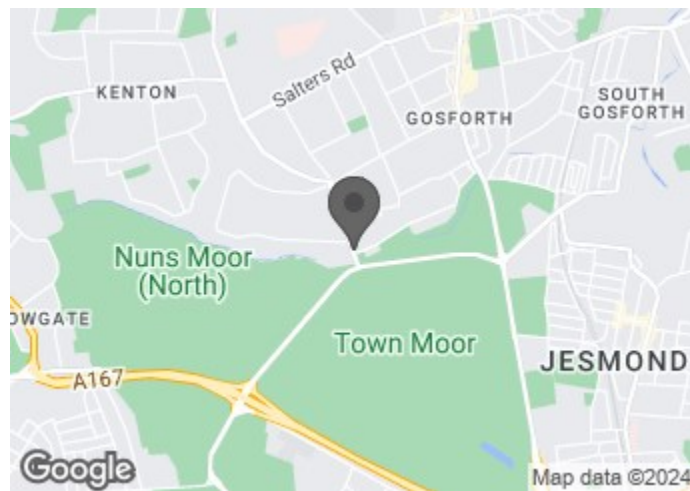 KENTON
Salters Rd
GOSFORTH
SOUTH
GOSFORTH
Nuns Moor
(North)
OWGATE
A167
Town Moor
JESMOND
Google
Map data ©2024